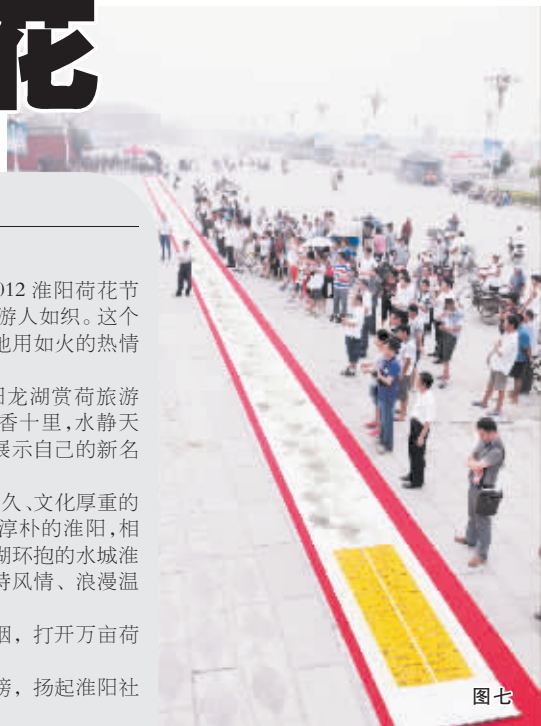 花
012 淮阳荷花节
游人如织。这个
地用如火的热情
阳龙湖赏荷旅游
香十里，水静天
展示自己的新名
久、文化厚重的
淳朴的淮阳，相
湖环抱的水城淮
特风情、浪漫温
烟，打开万亩荷
膀，扬起淮阳社
图七